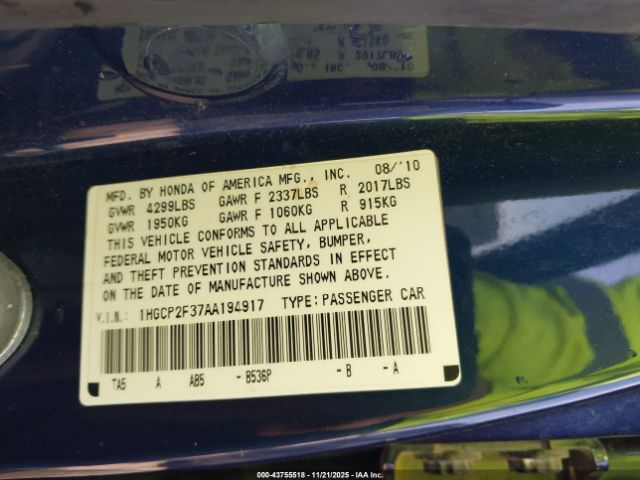 MFD. BY HONDA OF AMERICA MFG., INC. 08/'10
GVWR 4299LBS GAWR F 2337LBS R 2017LBS
GVWR 1950KG GAWR F 1060KG R 915KG
THIS VEHICLE CONFORMS TO ALL APPLICABLE
FEDERAL MOTOR VEHICLE SAFETY, BUMPER,
AND THEFT PREVENTION STANDARDS IN EFFECT
ON THE DATE OF MANUFACTURE SHOWN ABOVE.
V.I.N.: 1HGCP2F37AA194917 TYPE:PASSENGER CAR
TA5 A AB5 - B536P - B - A
000-43755518 - 11/21/2025 - IAA Inc.